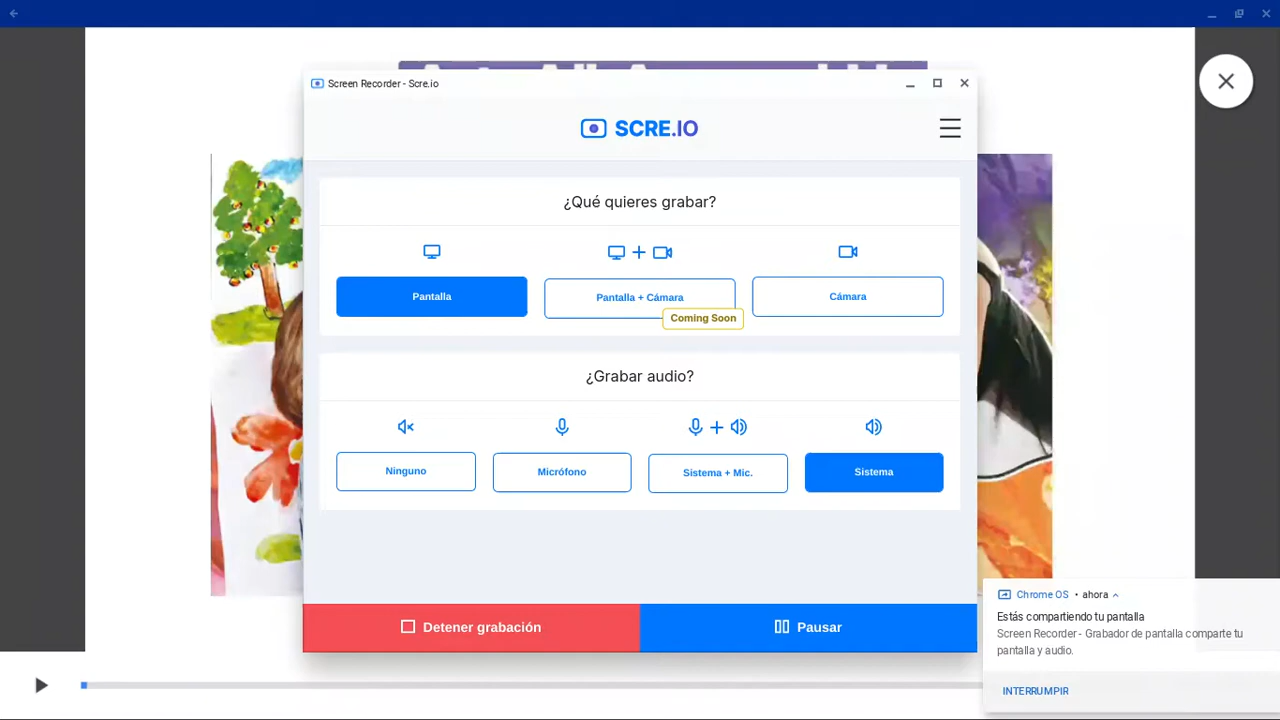 Screen Recorder - Scre.io
SCRE.IO
¿Qué quieres grabar?
Pantalla
Pantalla + Cámara
Cámara
Coming Soon
¿Grabar audio?
Ninguno
Micrófono
Sistema + Mic.
Sistema
Detener grabación
Pausar
Chrome OS • ahora
Estás compartiendo tu pantalla
Screen Recorder - Grabador de pantalla comparte tu
pantalla y audio.
INTERRUMPIR